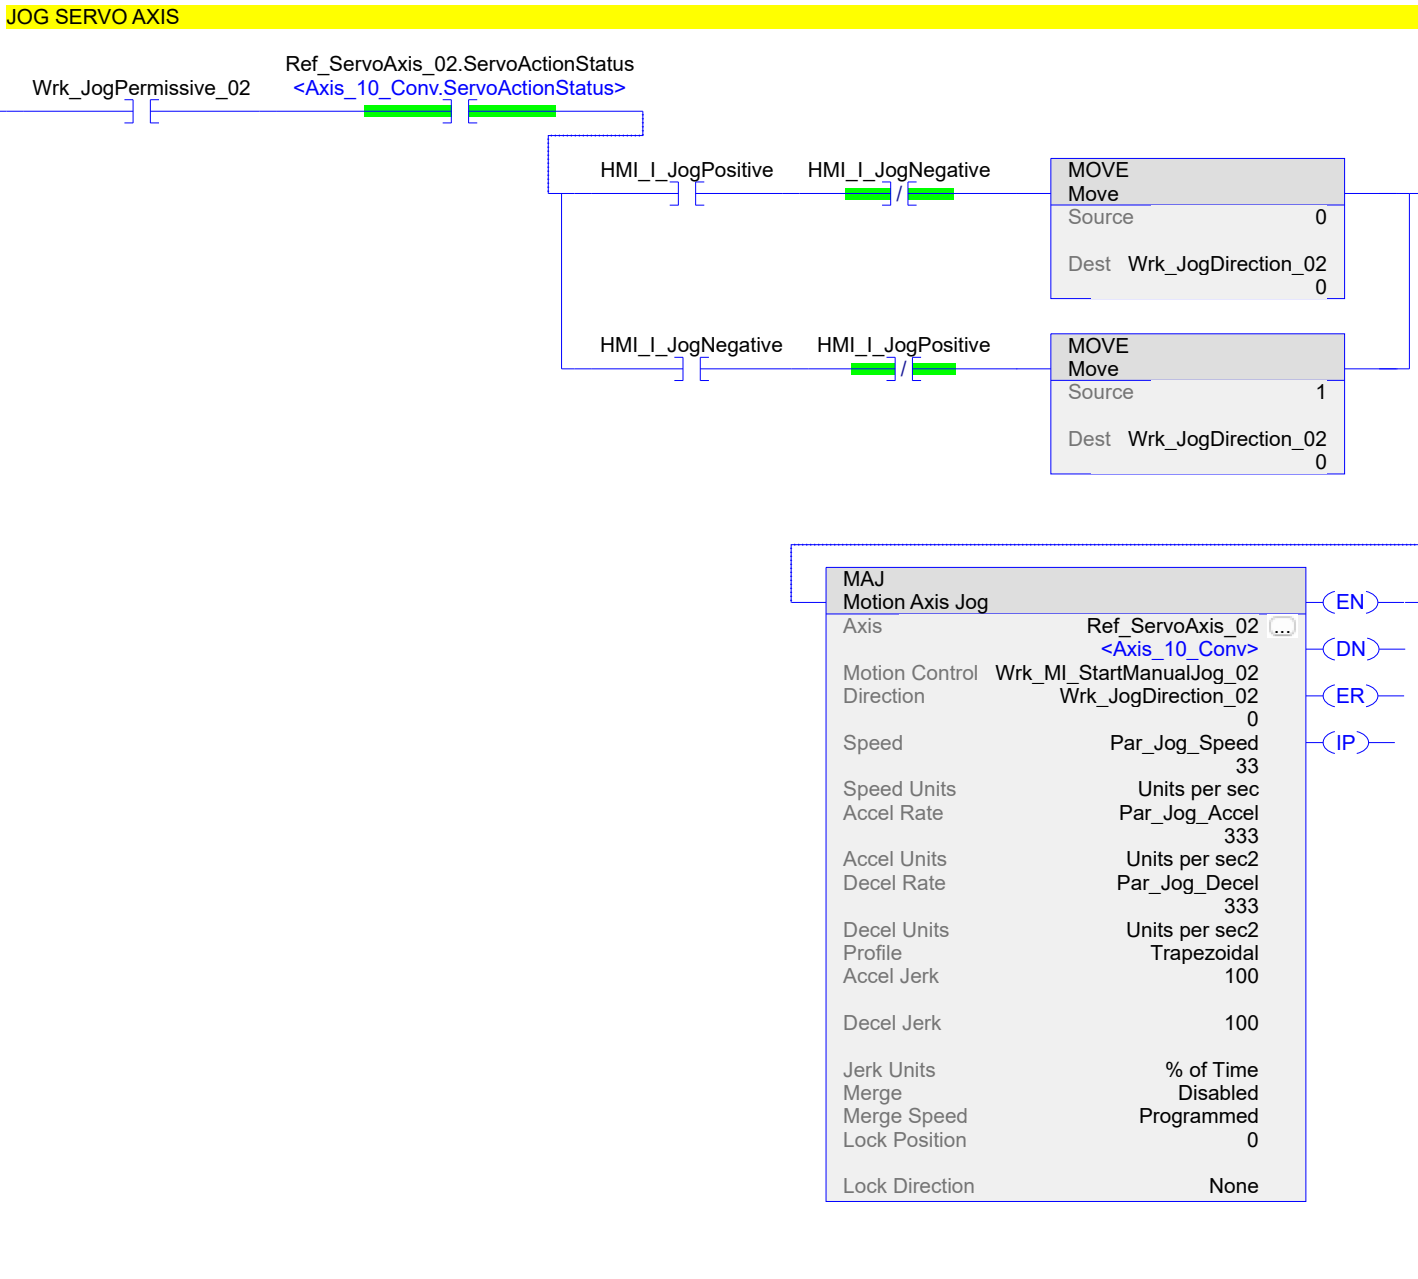 JOG SERVO AXIS
Ref_ServoAxis_02.ServoActionStatus
Wrk_JogPermissive_02 <Axis_10_Conv.ServoActionStatus>
HMI_I_JogPositive HMI_I_JogNegative
/
MOVE
Move
Source 0
Dest Wrk_JogDirection_02
0
HMI_I_JogNegative HMI_I_JogPositive
/
MOVE
Move
Source 1
Dest Wrk_JogDirection_02
0
MAJ
Motion Axis Jog EN
Axis Ref_ServoAxis_02 ...
<Axis_10_Conv> DN
Motion Control Wrk_MI_StartManualJog_02
Direction Wrk_JogDirection_02 ER
0
Speed Par_Jog_Speed IP
33
Speed Units Units per sec
Accel Rate Par_Jog_Accel
333
Accel Units Units per sec2
Decel Rate Par_Jog_Decel
333
Decel Units Units per sec2
Profile Trapezoidal
Accel Jerk 100
Decel Jerk 100
Jerk Units % of Time
Merge Disabled
Merge Speed Programmed
Lock Position 0
Lock Direction None